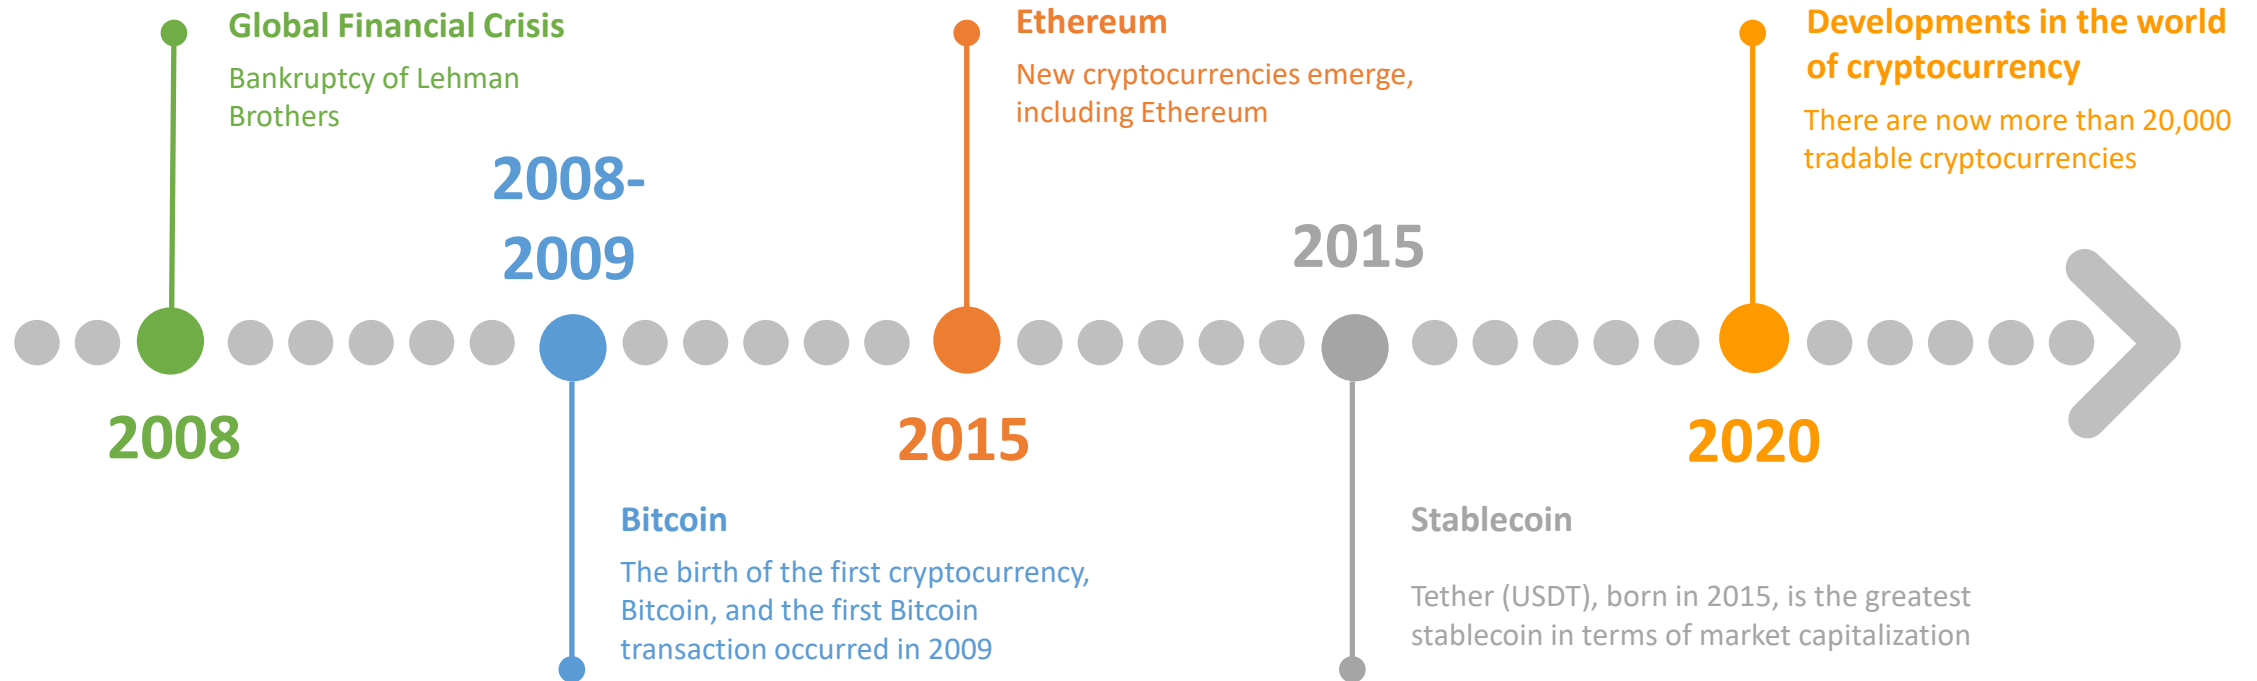 Global Financial Crisis
Bankruptcy of Lehman
Brothers
2008
2008-
2009
Bitcoin
The birth of the first cryptocurrency,
Bitcoin, and the first Bitcoin
transaction occurred in 2009
Ethereum
New cryptocurrencies emerge,
including Ethereum
2015
2015
Stablecoin
Tether (USDT), born in 2015, is the greatest
stablecoin in terms of market capitalization
Developments in the world
of cryptocurrency
There are now more than 20,000
tradable cryptocurrencies
2020